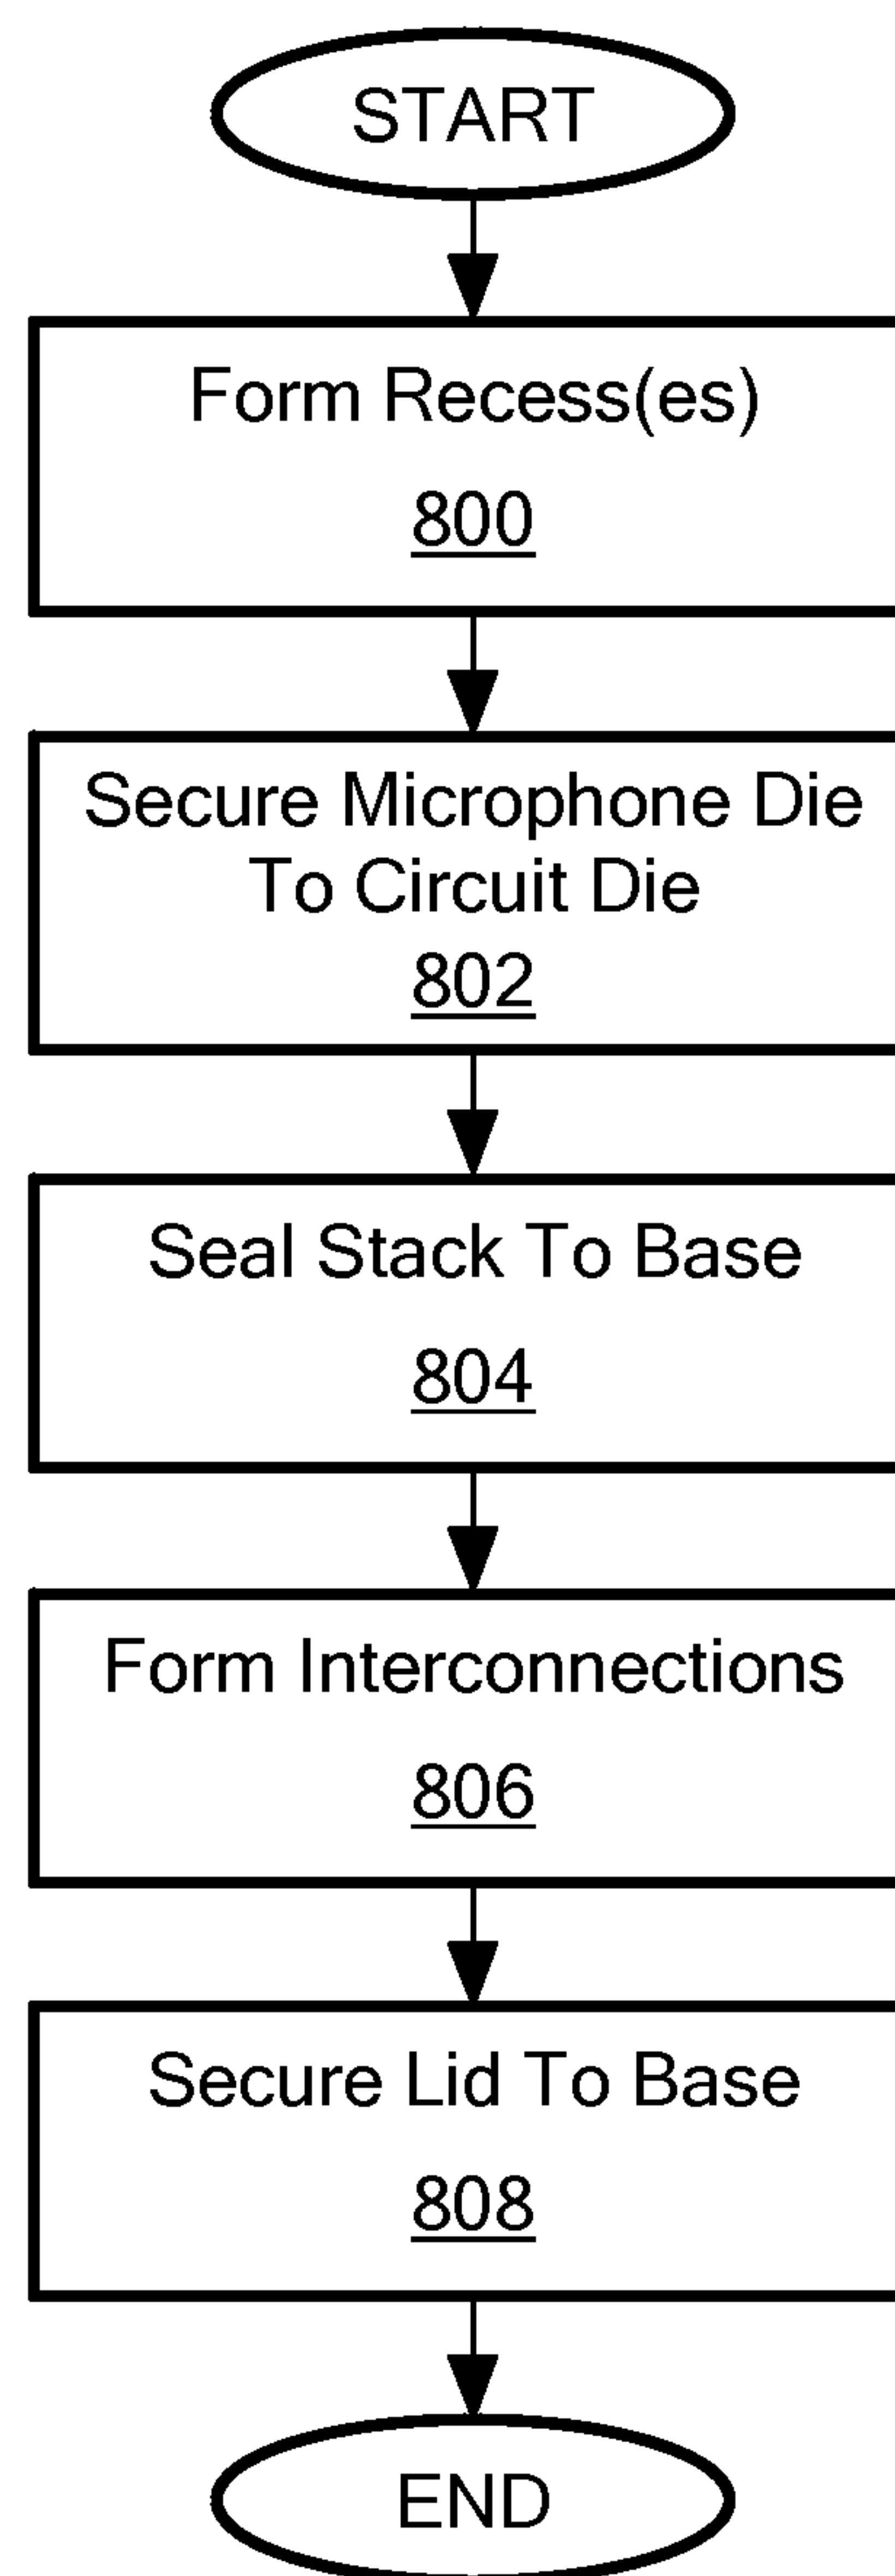 START
Form Recess(es)
800
Secure Microphone Die
To Circuit Die
802
Seal Stack To Base
804
Form Interconnections
806
Secure Lid To Base
808
END